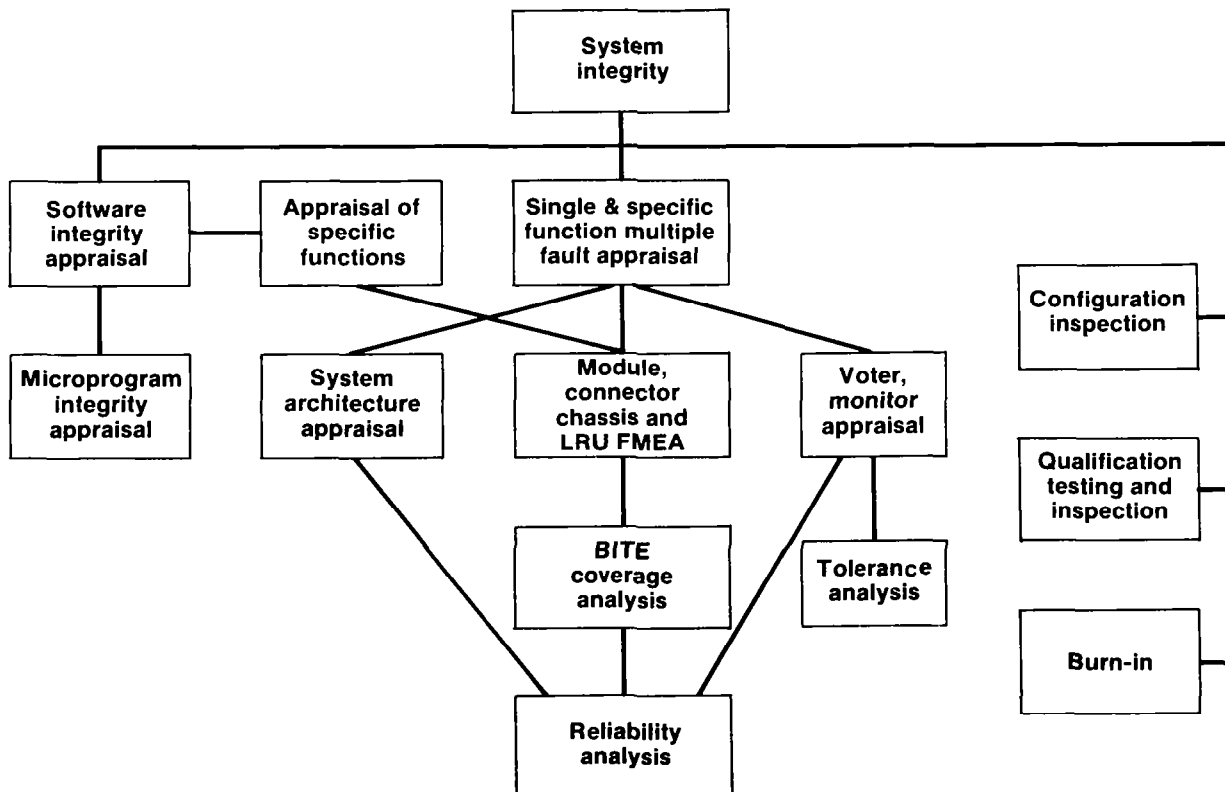 System
integrity
Software
integrity
appraisal
Appraisal of
specific
functions
Single & specific
function multiple
fault appraisal
Configuration
inspection
Microprogram
integrity
appraisal
System
architecture
appraisal
Module,
connector
chassis and
LRU FMEA
Voter,
monitor
appraisal
Qualification
testing and
inspection
BITE
coverage
analysis
Tolerance
analysis
Burn-in
Reliability
analysis